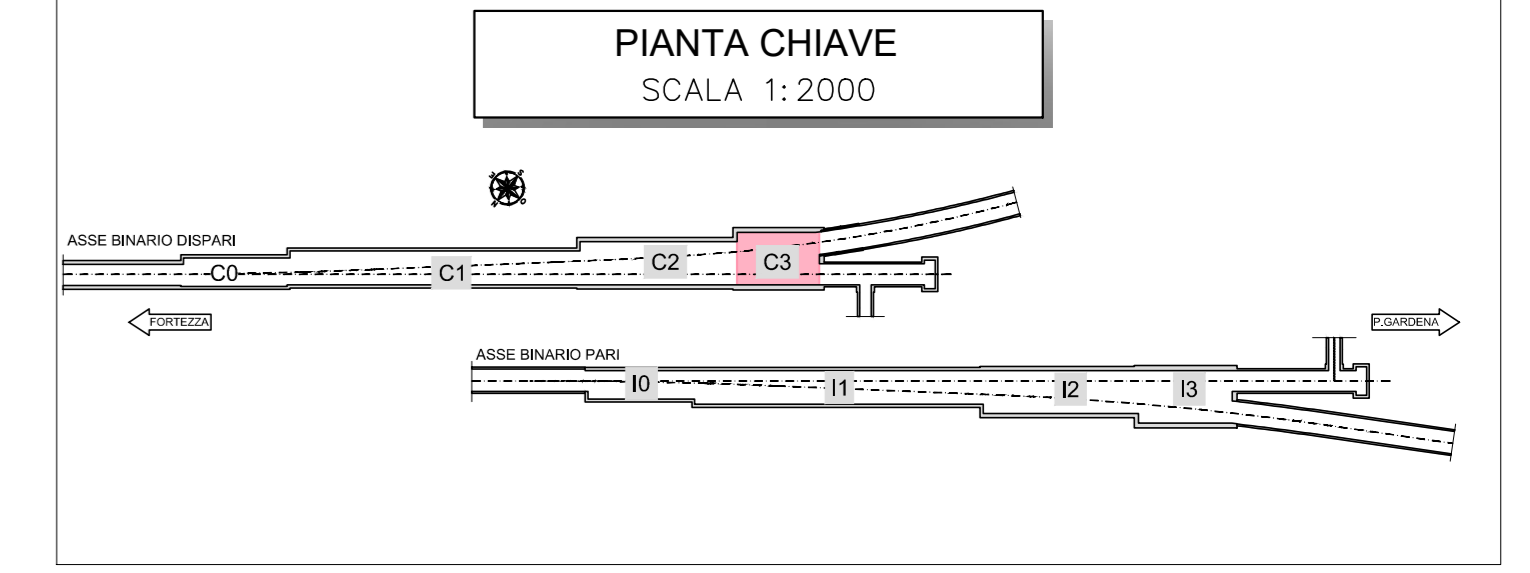 PIANTA CHIAVE
SCALA 1:2000
N S O
ASSE BINARIO DISPARI
C0 C1 C2 C3
FORTEZZA
P.GARDENA
ASSE BINARIO PARI
I0 I1 I2 I3